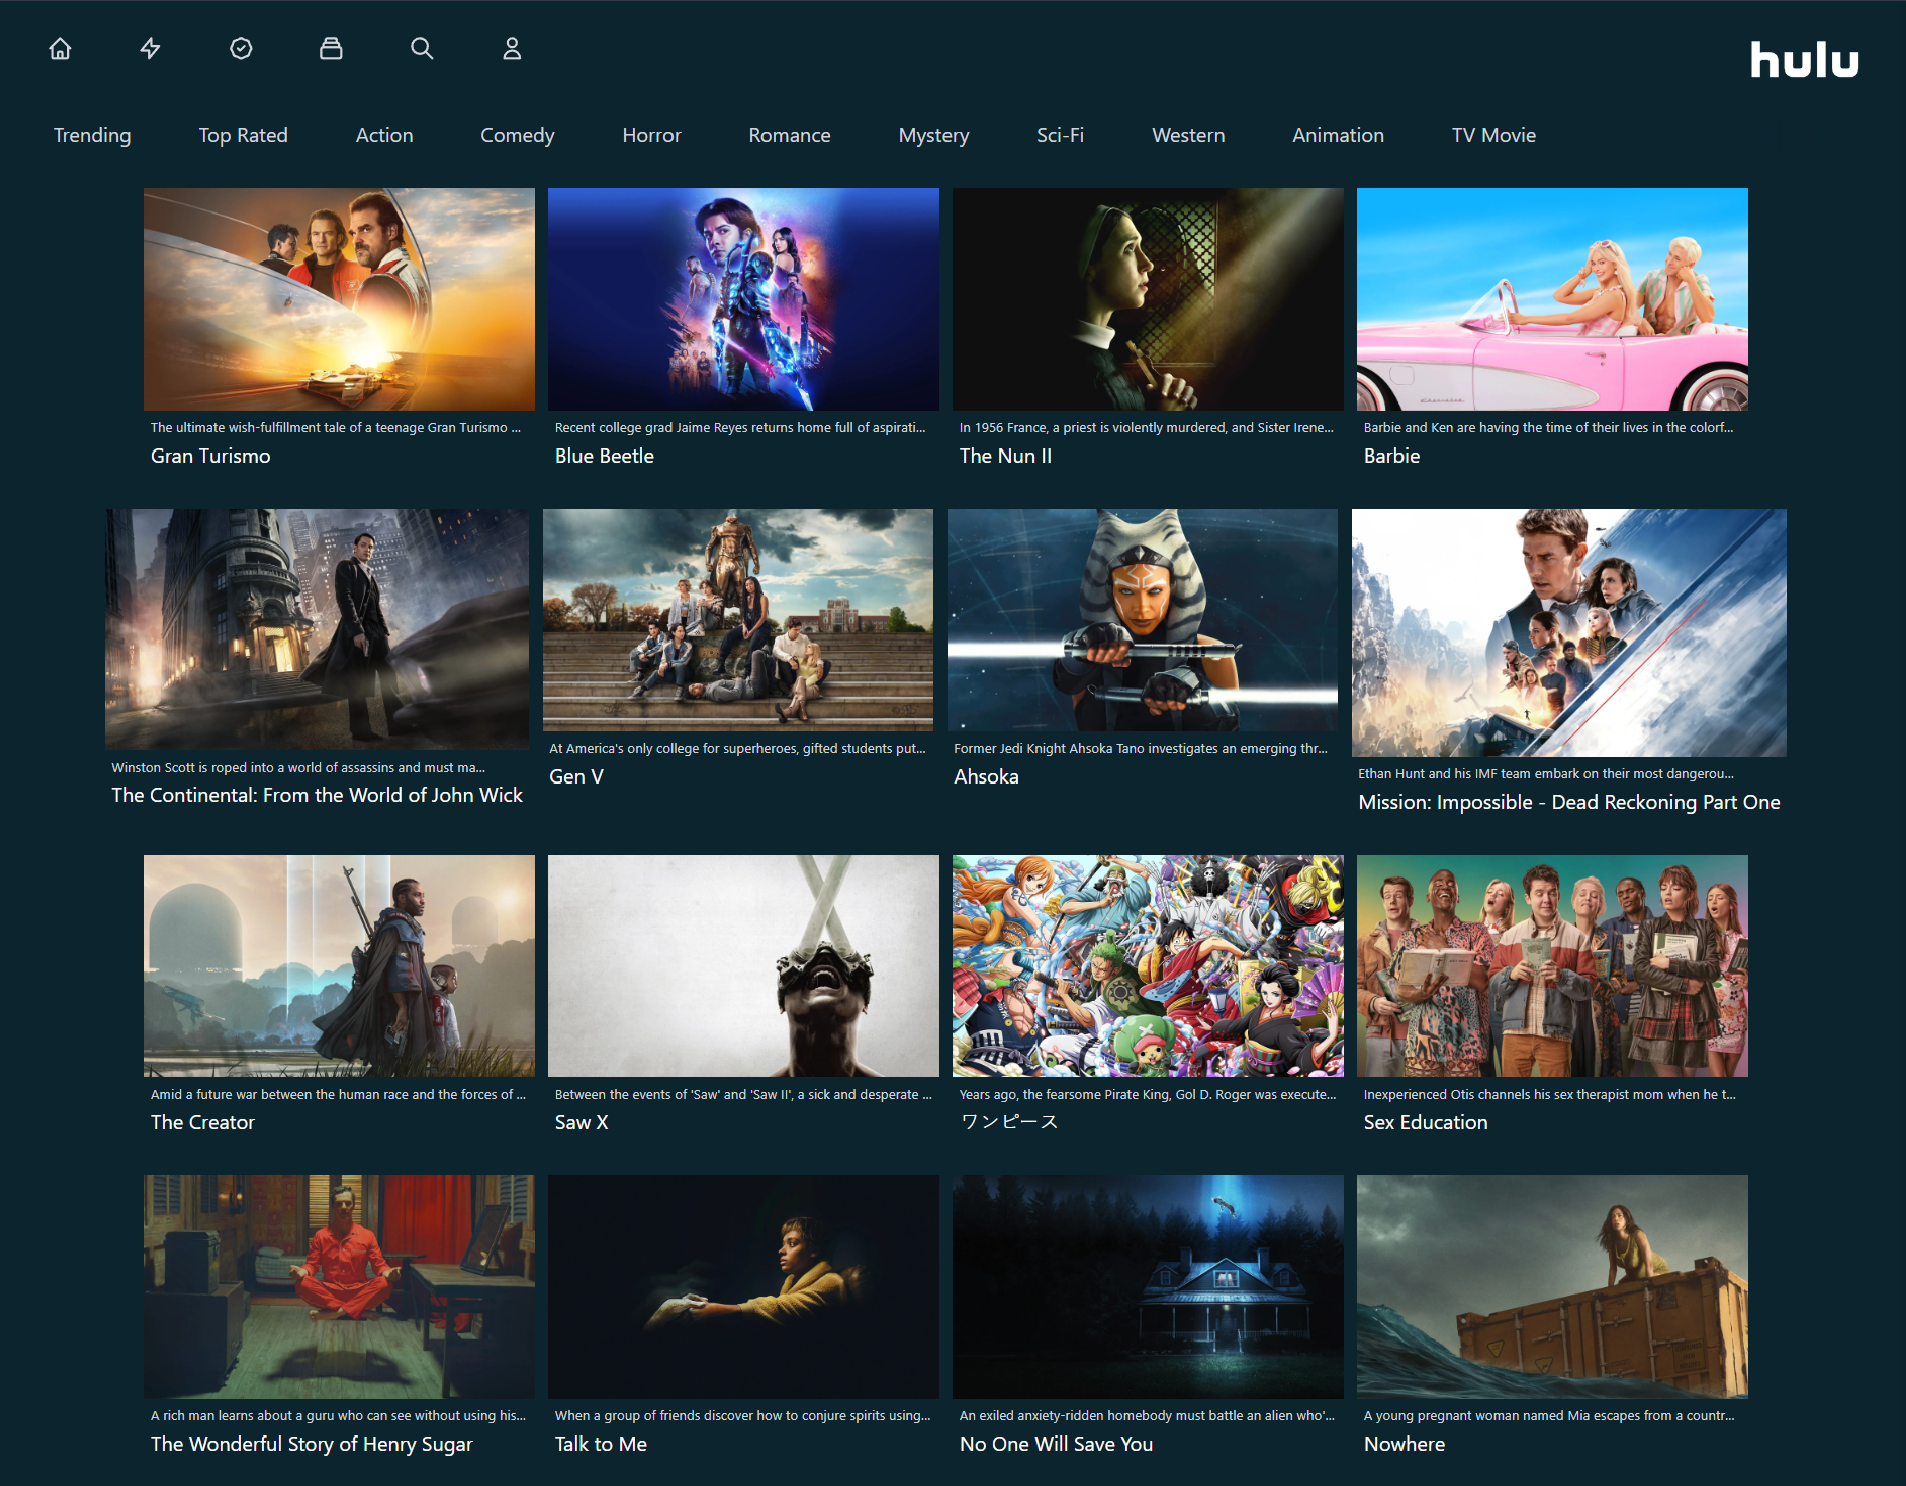 hulu
Trending Top Rated Action Comedy Horror Romance Mystery Sci-Fi Western Animation TV Movie
The ultimate wish-fulfillment tale of a teenage Gran Turismo ...
Gran Turismo
Recent college grad Jaime Reyes returns home full of aspirati...
Blue Beetle
In 1956 France, a priest is violently murdered, and Sister Irene...
The Nun II
Barbie and Ken are having the time of their lives in the colorf...
Barbie
Winston Scott is roped into a world of assassins and must ma...
The Continental: From the World of John Wick
At America's only college for superheroes, gifted students put...
Gen V
Former Jedi Knight Ahsoka Tano investigates an emerging thr...
Ahsoka
Ethan Hunt and his IMF team embark on their most dangerou...
Mission: Impossible - Dead Reckoning Part One
Amid a future war between the human race and the forces of ...
The Creator
Between the events of 'Saw' and 'Saw II', a sick and desperate ...
Saw X
Years ago, the fearsome Pirate King, Gol D. Roger was execute...
ワンピース
Inexperienced Otis channels his sex therapist mom when he t...
Sex Education
A rich man learns about a guru who can see without using his...
The Wonderful Story of Henry Sugar
When a group of friends discover how to conjure spirits using...
Talk to Me
An exiled anxiety-ridden homebody must battle an alien who'...
No One Will Save You
A young pregnant woman named Mia escapes from a countr...
Nowhere